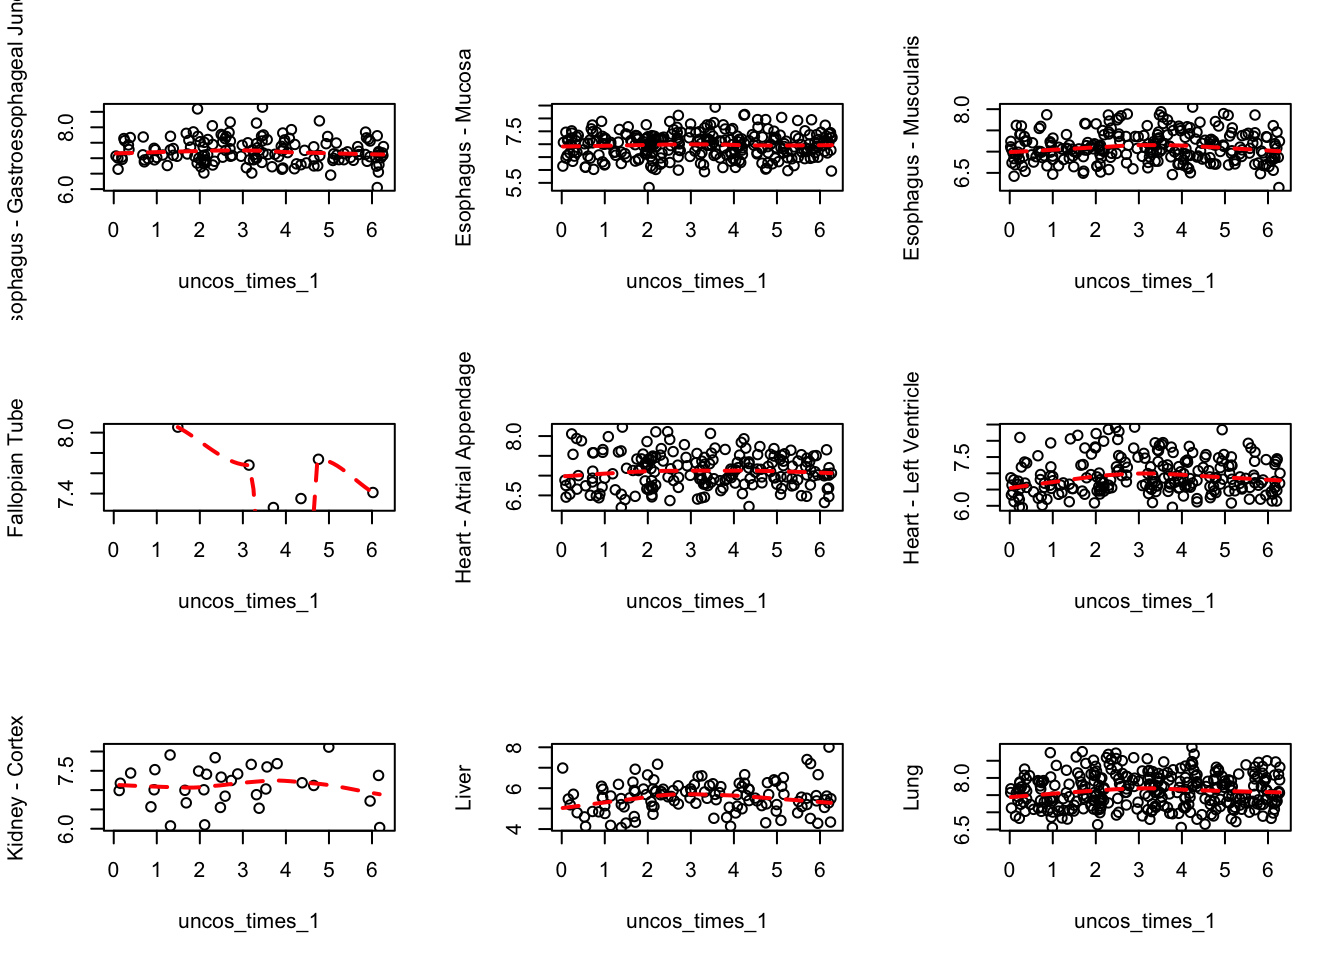 sophagus - Gastroesophageal Junc
6.0 8.0
0 1 2 3 4 5 6
uncos_times_1
Esophagus - Mucosa
5.5 7.5
0 1 2 3 4 5 6
uncos_times_1
Esophagus - Muscularis
6.5 8.0
0 1 2 3 4 5 6
uncos_times_1
Fallopian Tube
7.4 8.0
0 1 2 3 4 5 6
uncos_times_1
Heart - Atrial Appendage
6.5 8.0
0 1 2 3 4 5 6
uncos_times_1
Heart - Left Ventricle
6.0 7.5
0 1 2 3 4 5 6
uncos_times_1
Kidney - Cortex
6.0 7.5
0 1 2 3 4 5 6
uncos_times_1
Liver
4 6 8
0 1 2 3 4 5 6
uncos_times_1
Lung
6.5 8.0
0 1 2 3 4 5 6
uncos_times_1